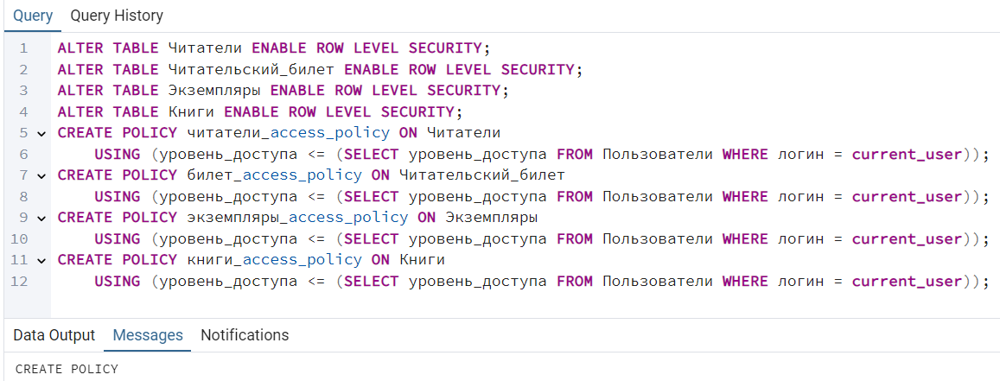 Query Query History
1 ALTER TABLE Читатели ENABLE ROW LEVEL SECURITY;
2 ALTER TABLE Читательский_билет ENABLE ROW LEVEL SECURITY;
3 ALTER TABLE Экземпляры ENABLE ROW LEVEL SECURITY;
4 ALTER TABLE Книги ENABLE ROW LEVEL SECURITY;
5 CREATE POLICY читатели_access_policy ON Читатели
6 USING (уровень_доступа <= (SELECT уровень_доступа FROM Пользователи WHERE логин = current_user));
7 CREATE POLICY билет_access_policy ON Читательский_билет
8 USING (уровень_доступа <= (SELECT уровень_доступа FROM Пользователи WHERE логин = current_user));
9 CREATE POLICY экземпляры_access_policy ON Экземпляры
10 USING (уровень_доступа <= (SELECT уровень_доступа FROM Пользователи WHERE логин = current_user));
11 CREATE POLICY книги_access_policy ON Книги
12 USING (уровень_доступа <= (SELECT уровень_доступа FROM Пользователи WHERE логин = current_user));
Data Output Messages Notifications
CREATE POLICY